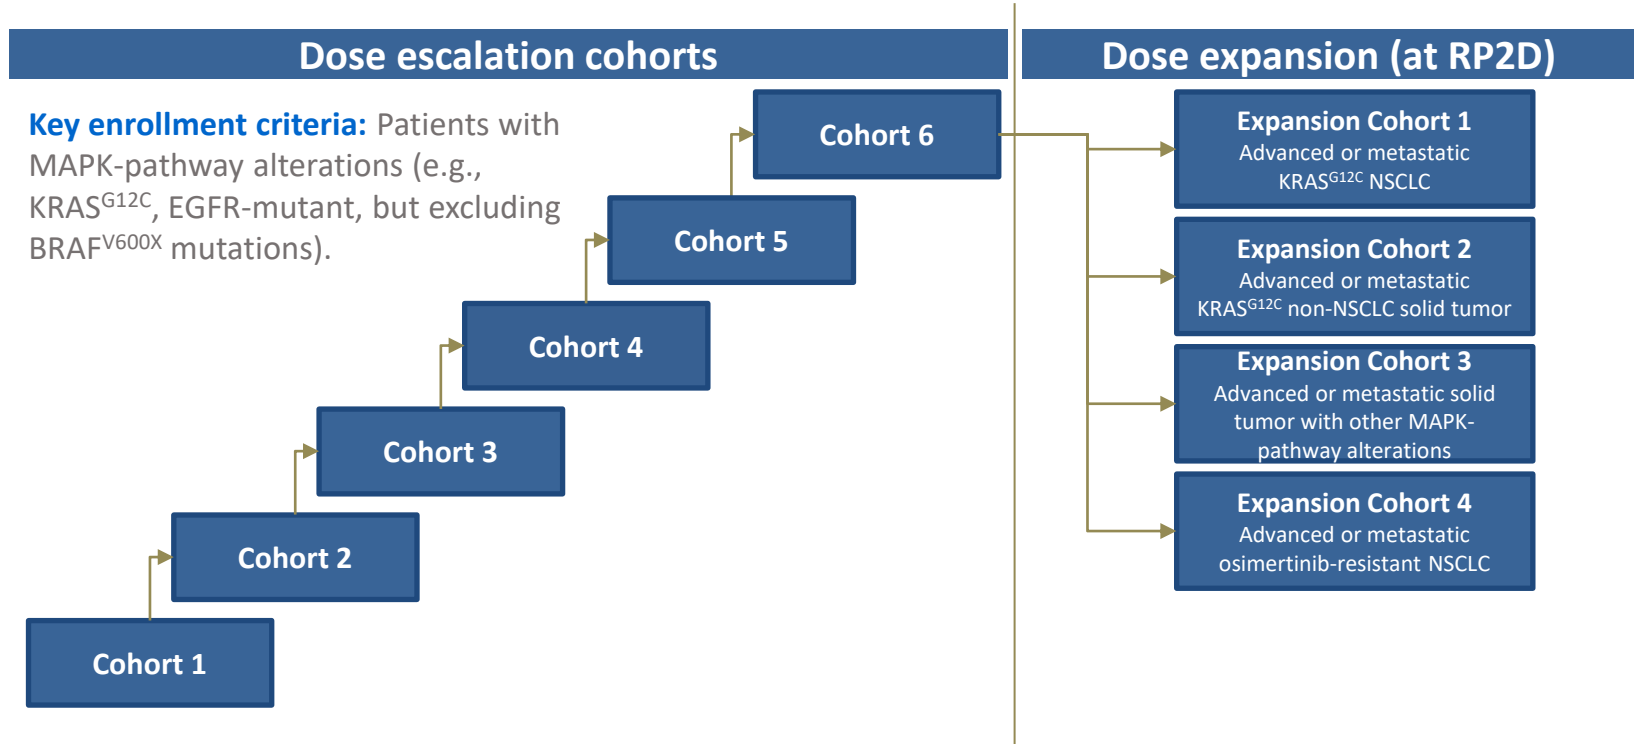 Dose escalation cohorts
Key enrollment criteria: Patients with
MAPK-pathway alterations (e.g.,
KRASG12C, EGFR-mutant, but excluding
BRAFV600X mutations).
Cohort 6
Cohort 5
Cohort 4
Cohort 3
Cohort 2
Cohort 1
Dose expansion (at RP2D)
Expansion Cohort 1
Advanced or metastatic
KRASG12C NSCLC
Expansion Cohort 2
Advanced or metastatic
KRASG12C non-NSCLC solid tumor
Expansion Cohort 3
Advanced or metastatic solid
tumor with other MAPK-
pathway alterations
Expansion Cohort 4
Advanced or metastatic
osimertinib-resistant NSCLC